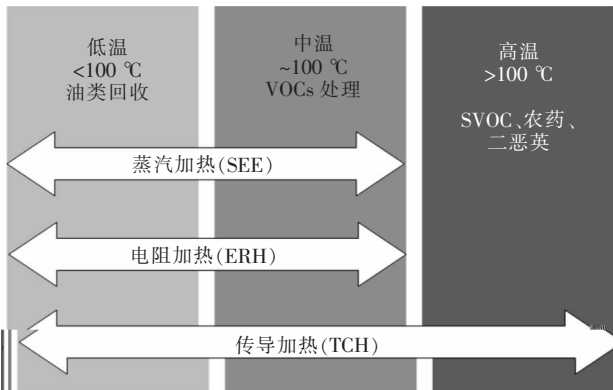 低温
<100 ℃
油类回收
中温
~100 ℃
VOCs 处理
高温
>100 ℃
SVOC、农药、
二恶英
蒸汽加热(SEE)
电阻加热(ERH)
传导加热(TCH)